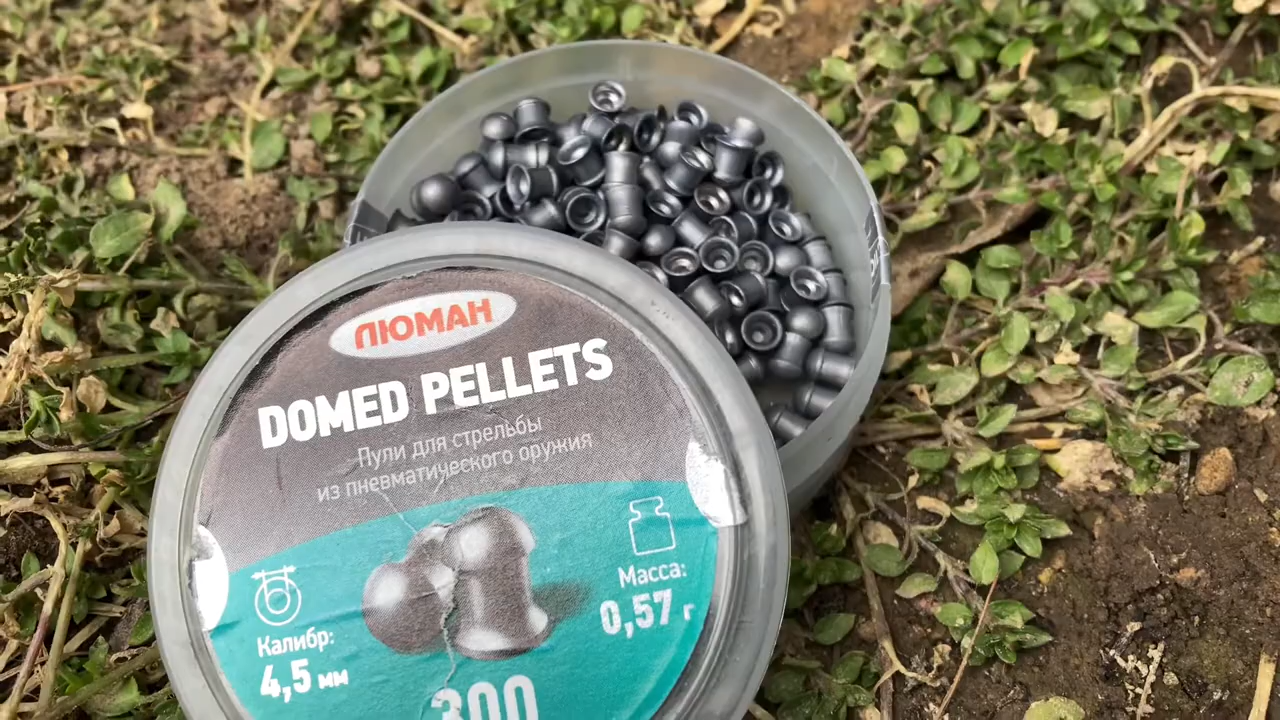 ЛЮМАН
DOMED PELLETS
Пули для стрельбы
из пневматического оружия
Масса:
0,57 г
Калибр:
4,5 мм
300